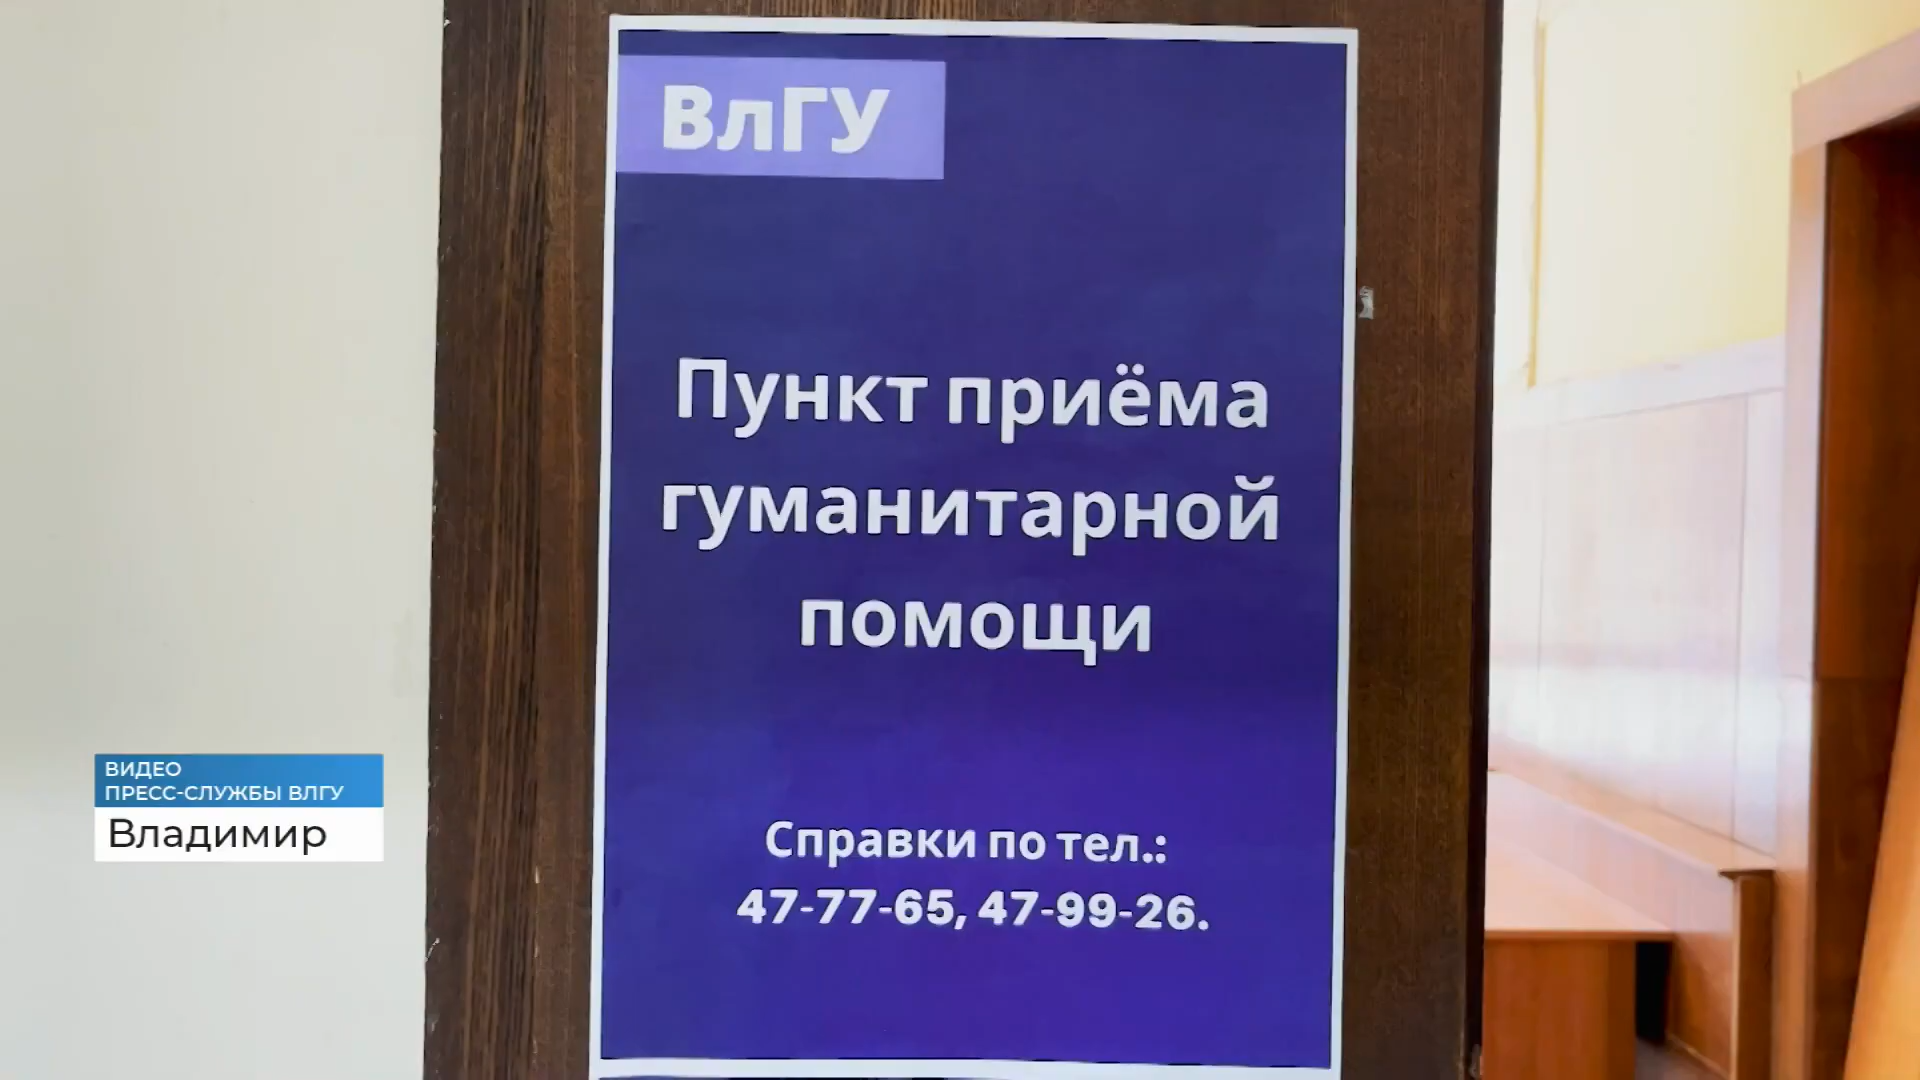 ВлГУ
Пункт приёма
гуманитарной
помощи
Справки по тел.:
47-77-65, 47-99-26.
ВИДЕО
ПРЕСС-СЛУЖБЫ ВЛГУ
Владимир